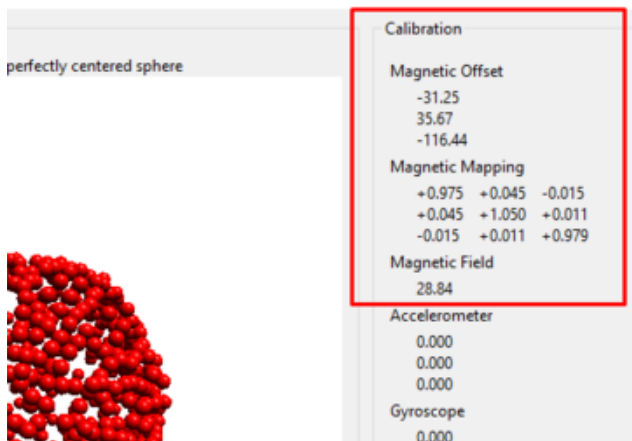 Calibration
perfectly centered sphere
Magnetic Offset
-31.25
35.67
-116.44
Magnetic Mapping
+0.975 +0.045 -0.015
+0.045 +1.050 +0.011
-0.015 +0.011 +0.979
Magnetic Field
28.84
Accelerometer
0.000
0.000
0.000
Gyroscope
0.000